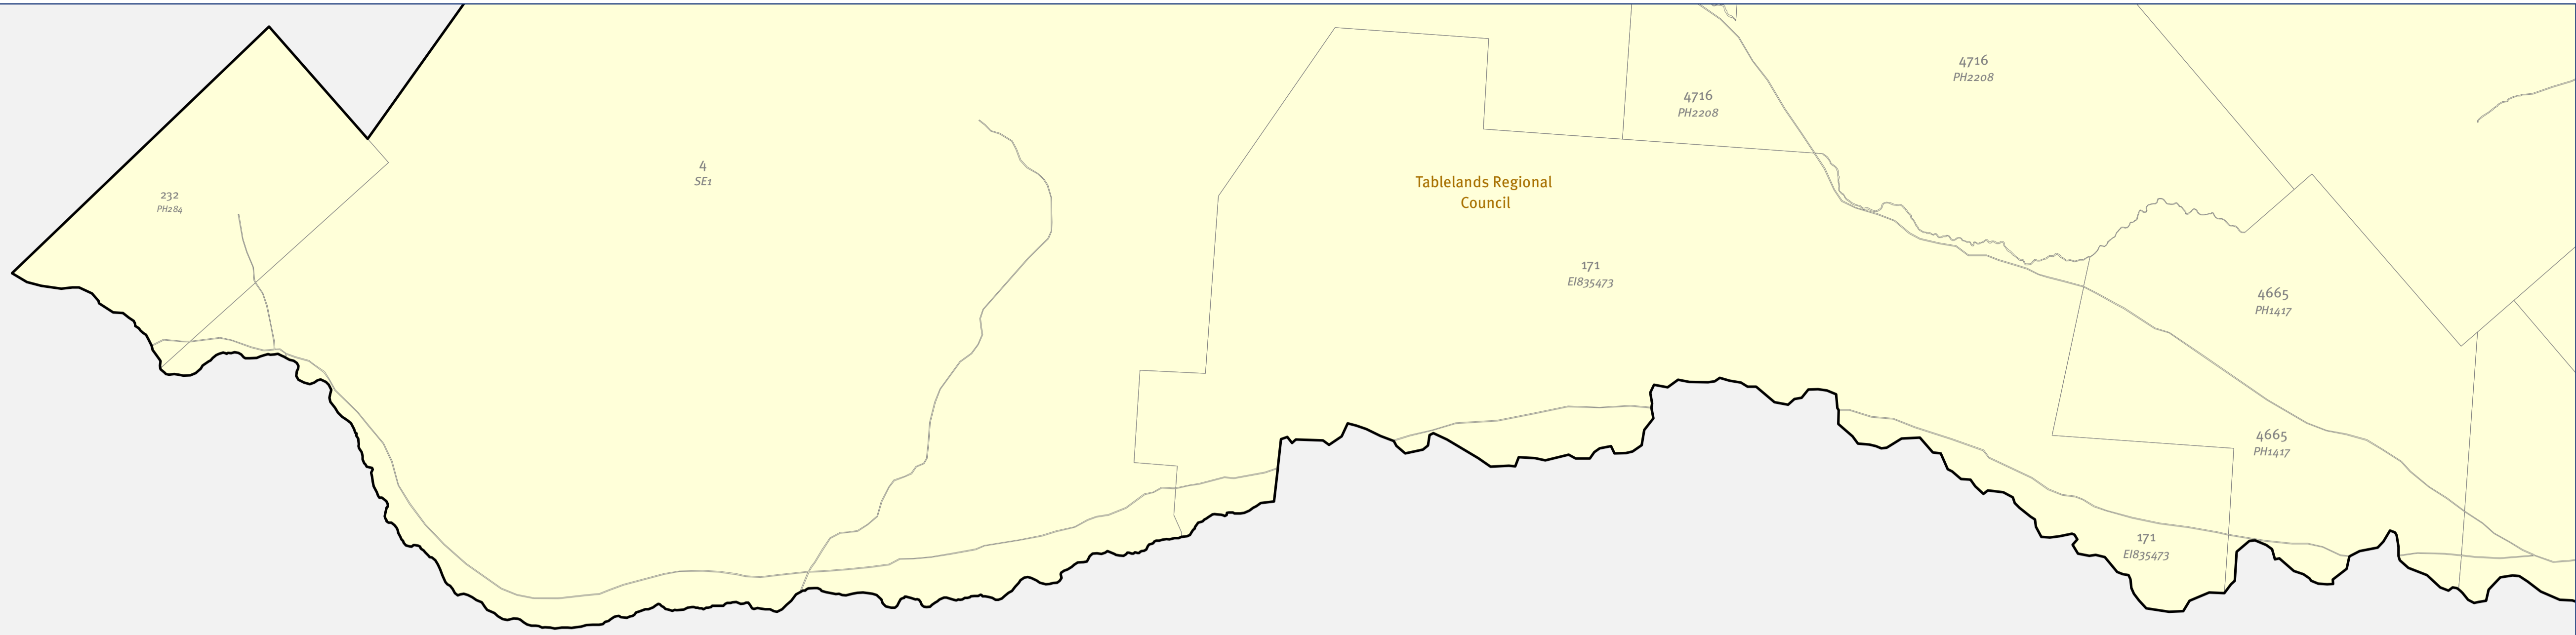 4716
PH2208
4716
PH2208
4
SE1
Tablelands Regional
Council
232
PH284
171
EI835473
4665
PH1417
4665
PH1417
171
EI835473